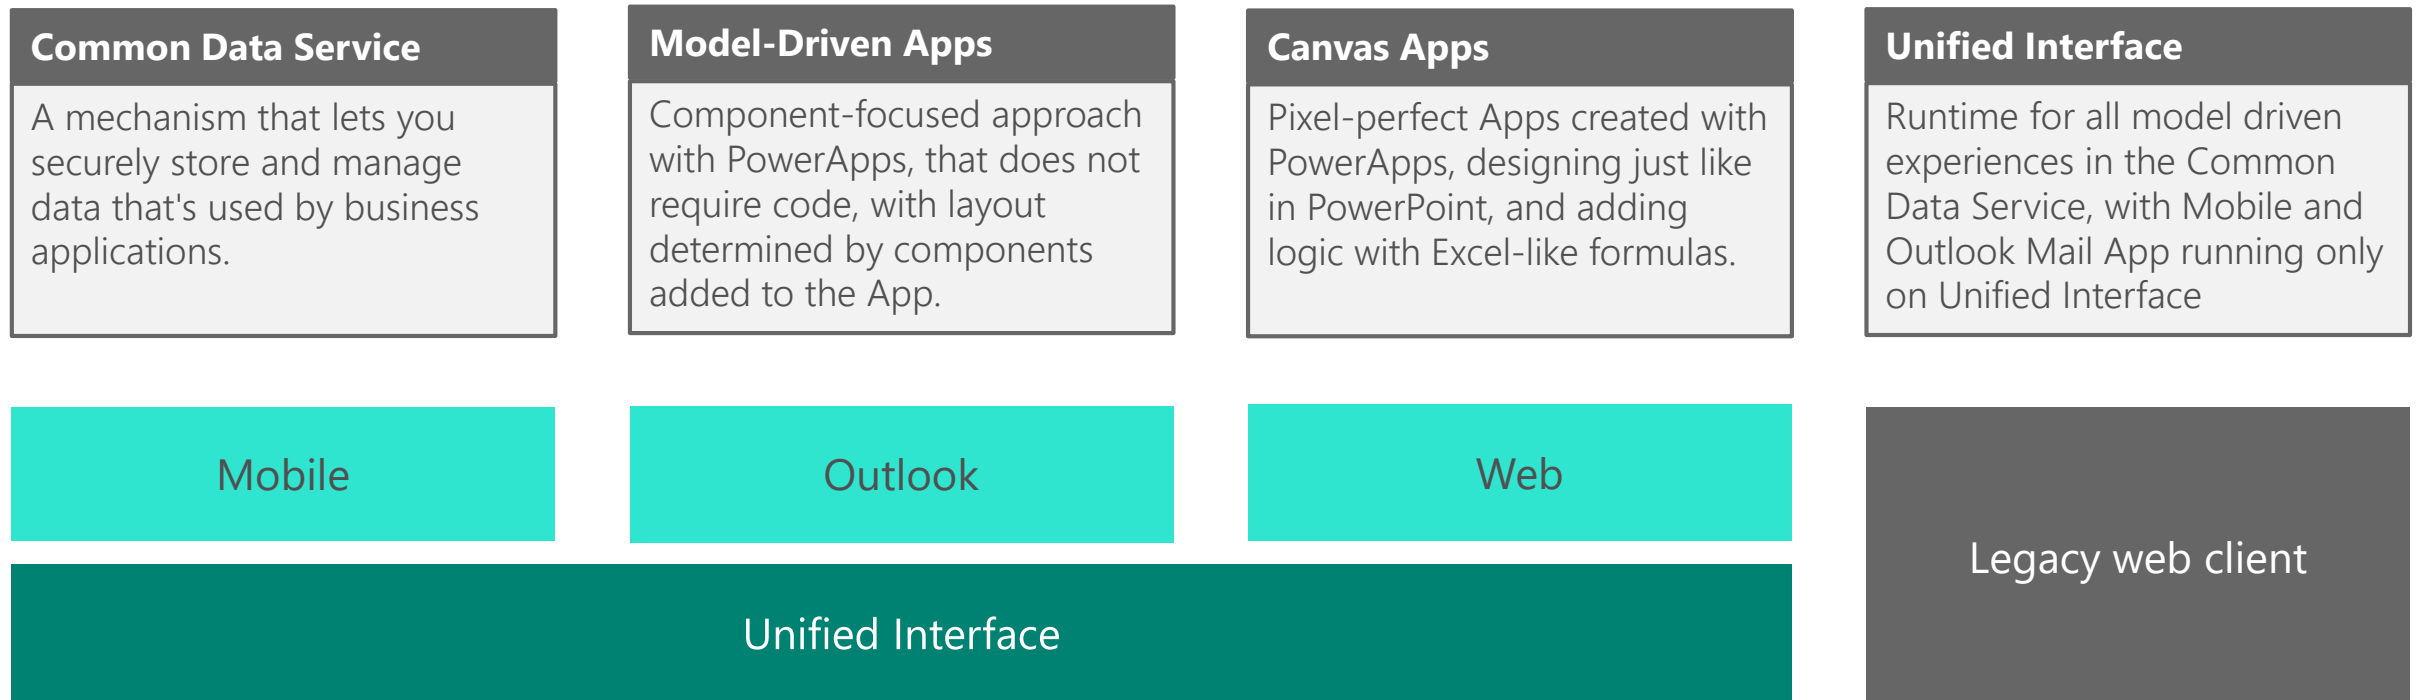 Common Data Service
A mechanism that lets you
securely store and manage
data that's used by business
applications.
Model-Driven Apps
Component-focused approach
with PowerApps, that does not
require code, with layout
determined by components
added to the App.
Canvas Apps
Pixel-perfect Apps created with
PowerApps, designing just like
in PowerPoint, and adding
logic with Excel-like formulas.
Unified Interface
Runtime for all model driven
experiences in the Common
Data Service, with Mobile and
Outlook Mail App running only
on Unified Interface
Mobile
Outlook
Web
Legacy web client
Unified Interface